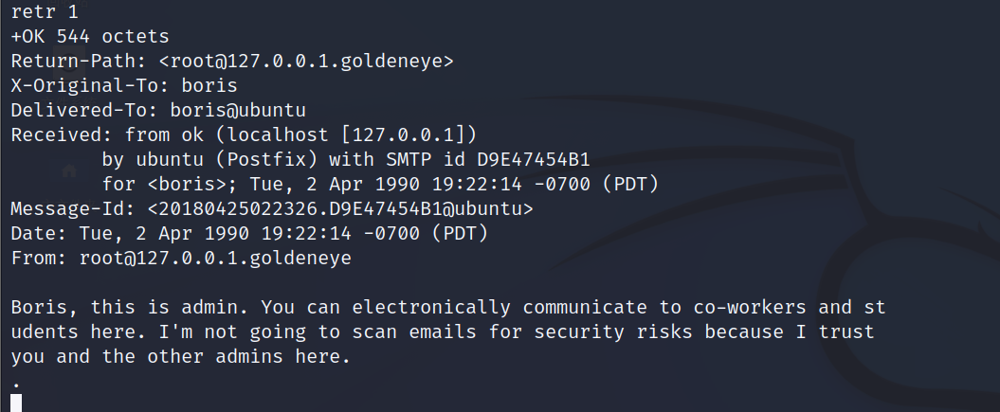 retr 1
+OK 544 octets
Return-Path: <root@127.0.0.1.goldeneye>
X-Original-To: boris
Delivered-To: boris@ubuntu
Received: from ok (localhost [127.0.0.1])
        by ubuntu (Postfix) with SMTP id D9E47454B1
        for <boris>; Tue, 2 Apr 1990 19:22:14 -0700 (PDT)
Message-Id: <20180425022326.D9E47454B1@ubuntu>
Date: Tue, 2 Apr 1990 19:22:14 -0700 (PDT)
From: root@127.0.0.1.goldeneye

Boris, this is admin. You can electronically communicate to co-workers and st
udents here. I'm not going to scan emails for security risks because I trust
you and the other admins here.
.